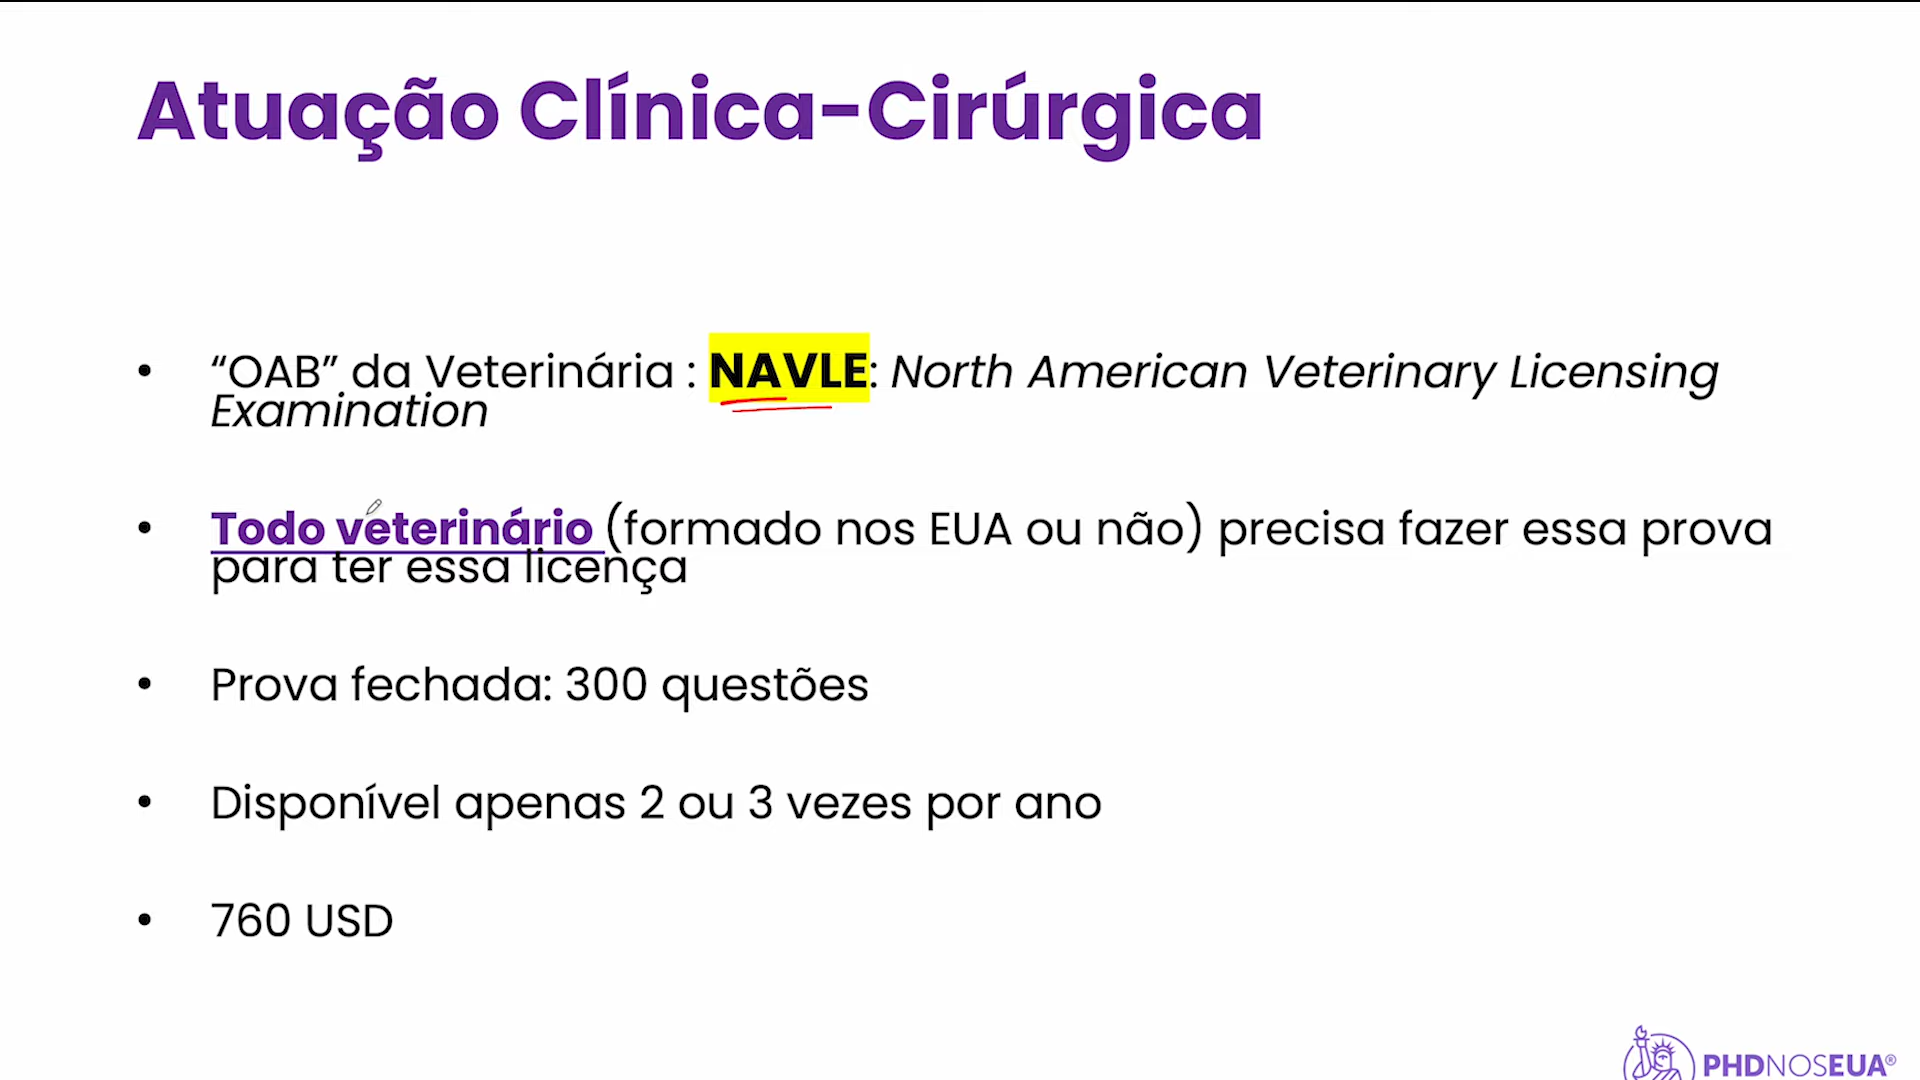 Atuação Clínica-Cirúrgica
• “OAB” da Veterinária : NAVLE: North American Veterinary Licensing
Examination
• Todo veterinário (formado nos EUA ou não) precisa fazer essa prova
para ter essa licença
• Prova fechada: 300 questões
• Disponível apenas 2 ou 3 vezes por ano
• 760 USD
PHDNOSEUA®